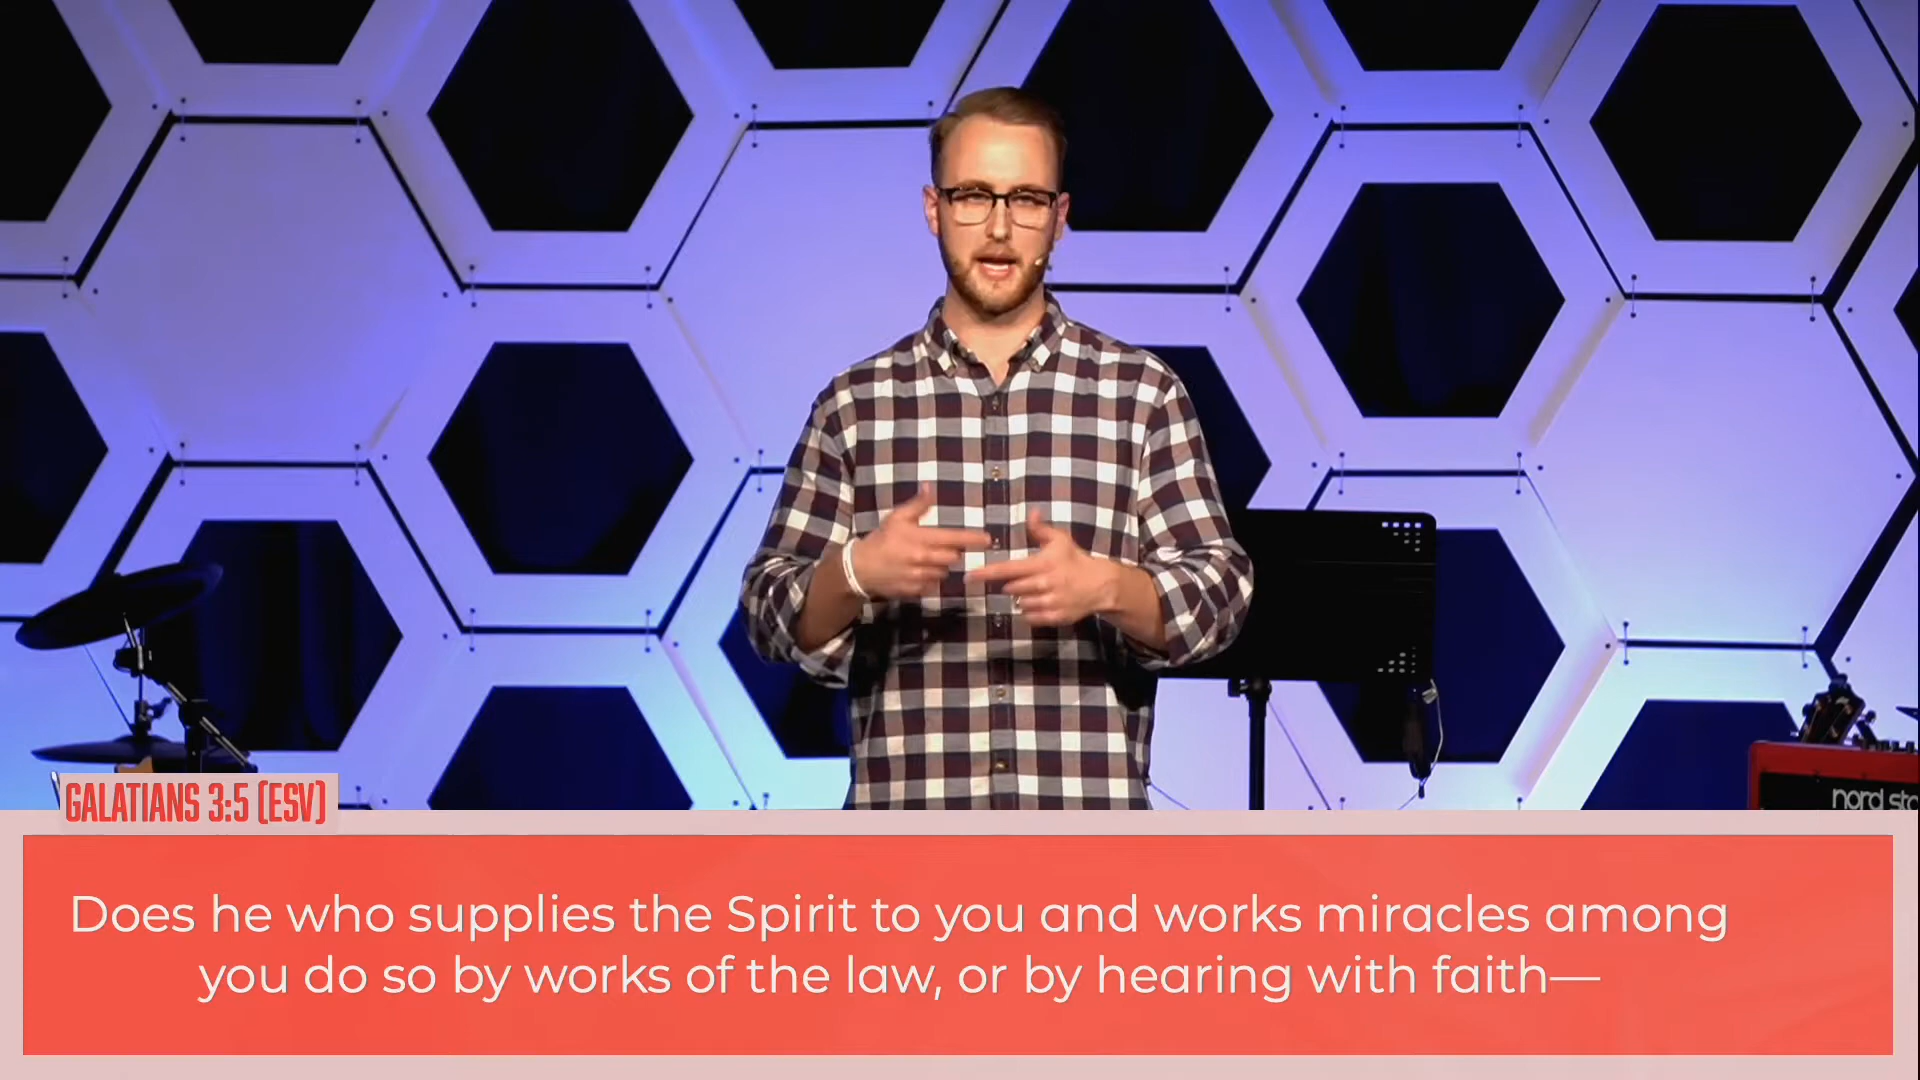 GALATIANS 3:5 (ESV)
Does he who supplies the Spirit to you and works miracles among
you do so by works of the law, or by hearing with faith—
nord